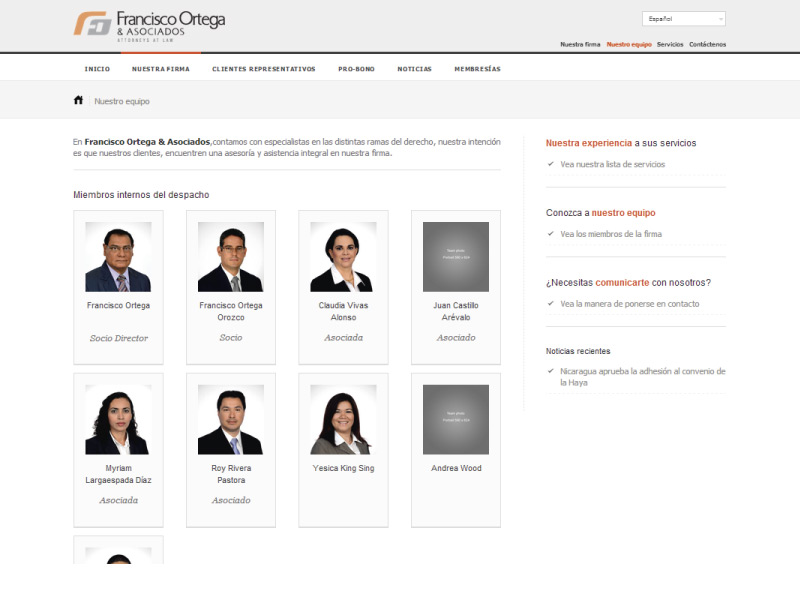 Francisco Ortega
& ASOCIADOS
ATTORNEYS AT LAW
Español
Nuestra firma Nuestro equipo Servicios Contáctenos
INICIO NUESTRA FIRMA CLIENTES REPRESENTATIVOS PRO-BONO NOTICIAS MEMBRESÍAS
Nuestro equipo
En Francisco Ortega & Asociados,contamos con especialistas en las distintas ramas del derecho, nuestra intención
es que nuestros clientes, encuentren una asesoría y asistencia integral en nuestra firma.
Miembros internos del despacho
Francisco Ortega
Socio Director
Francisco Ortega
Orozco
Socio
Claudia Vivas
Alonso
Asociada
Juan Castillo
Arévalo
Asociado
Myriam
Largaespada Díaz
Asociada
Roy Rivera
Pastora
Asociado
Yesica King Sing
Andrea Wood
Nuestra experiencia a sus servicios
Vea nuestra lista de servicios
Conozca a nuestro equipo
Vea los miembros de la firma
¿Necesitas comunicarte con nosotros?
Vea la manera de ponerse en contacto
Noticias recientes
Nicaragua aprueba la adhesión al convenio de
la Haya